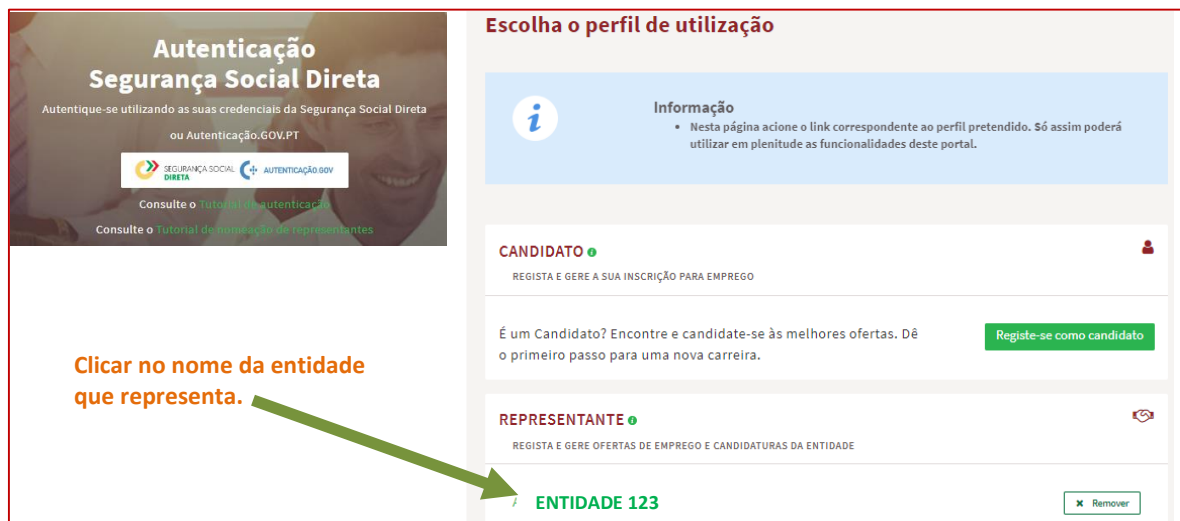 Autenticação
Segurança Social Direta
Autentique-se utilizando as suas credenciais da Segurança Social Direta
ou Autenticação.GOV.PT
SEGURANÇA SOCIAL
DIRETA
AUTENTICAÇÃO.GOV
Consulte o Tutorial de autenticação
Consulte o Tutorial de nomeação de representantes
Clicar no nome da entidade
que representa.
Escolha o perfil de utilização
Informação
• Nesta página acione o link correspondente ao perfil pretendido. Só assim poderá
utilizar em plenitude as funcionalidades deste portal.
CANDIDATO
REGISTA E GERE A SUA INSCRIÇÃO PARA EMPREGO
É um Candidato? Encontre e candidate-se às melhores ofertas. Dê
o primeiro passo para uma nova carreira.
Registe-se como candidato
REPRESENTANTE
REGISTA E GERE OFERTAS DE EMPREGO E CANDIDATURAS DA ENTIDADE
ENTIDADE 123
× Remover